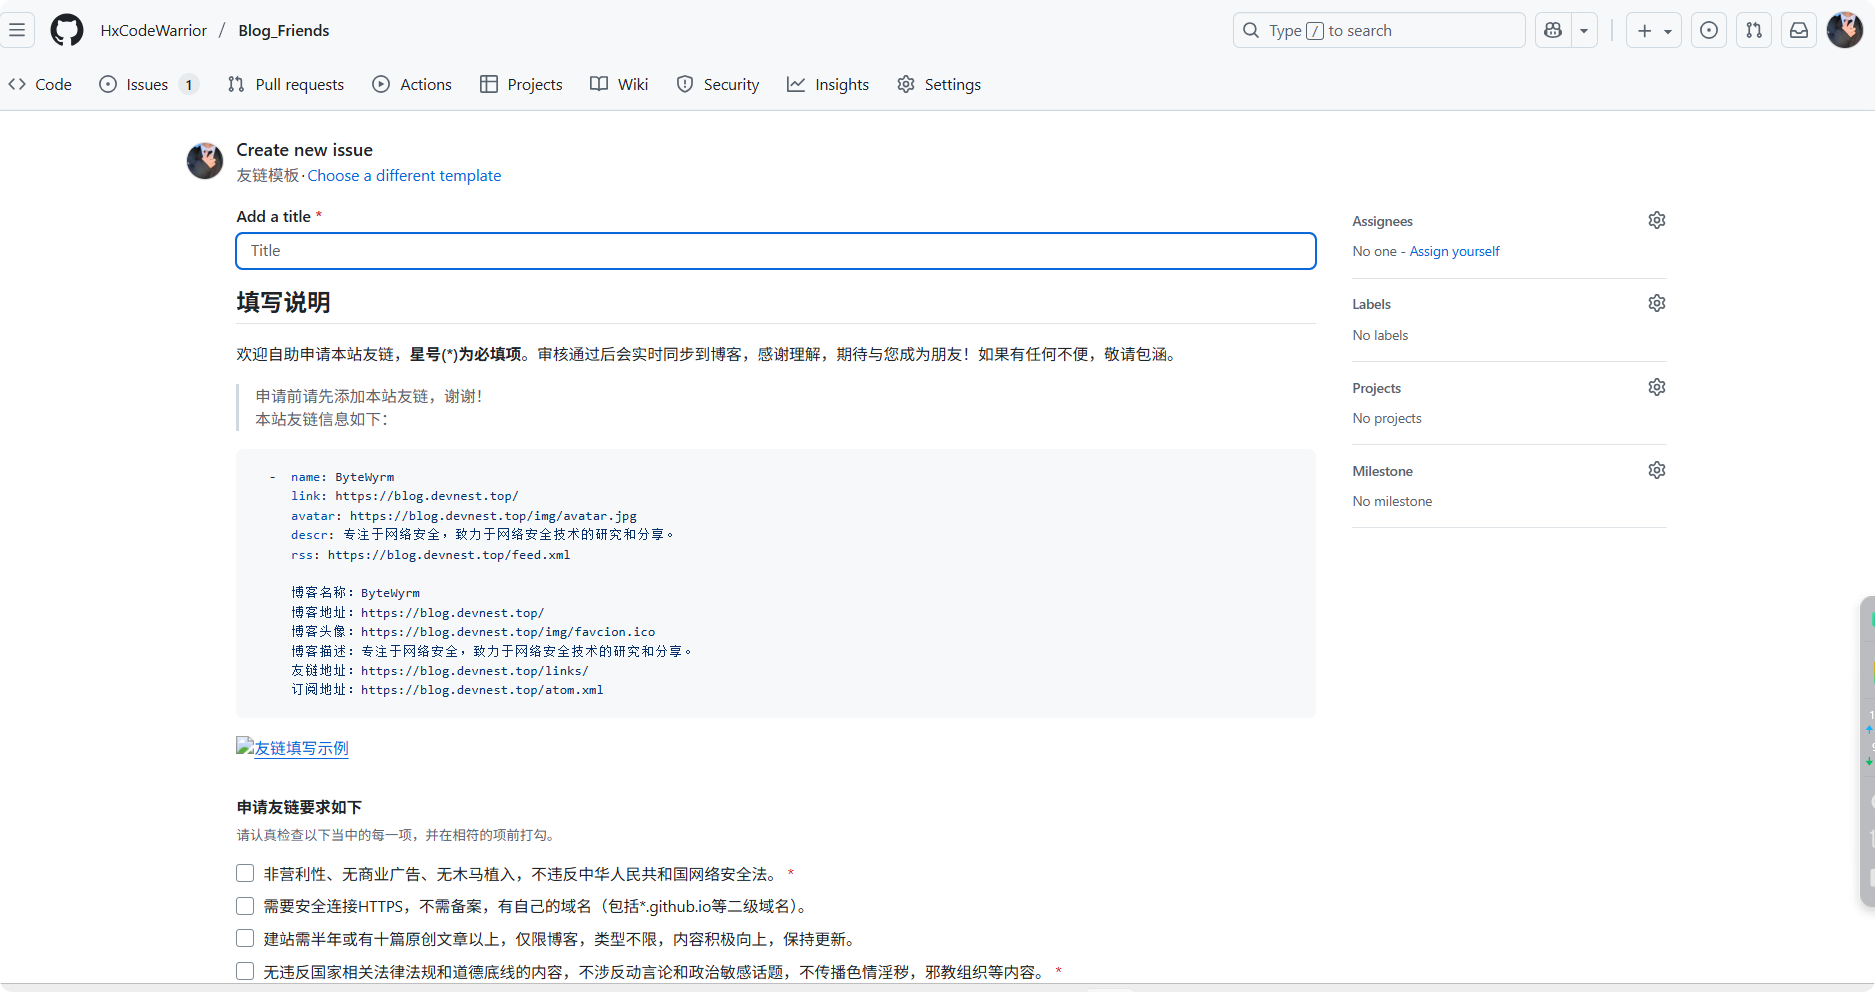 HxCodeWarrior / Blog_Friends
Type / to search
Code
Issues 1
Pull requests
Actions
Projects
Wiki
Security
Insights
Settings
Create new issue
友链模板 · Choose a different template
Add a title *
Title
填写说明
欢迎自助申请本站友链，星号(*)为必填项。审核通过后会实时同步到博客，感谢理解，期待与您成为朋友！如果有任何不便，敬请包涵。
申请前请先添加本站友链，谢谢！
本站友链信息如下：
- name: ByteWyrm
link: https://blog.devnest.top/
avatar: https://blog.devnest.top/img/avatar.jpg
descr: 专注于网络安全，致力于网络安全技术的研究和分享。
rss: https://blog.devnest.top/feed.xml
博客名称：ByteWyrm
博客地址：https://blog.devnest.top/
博客头像：https://blog.devnest.top/img/favcion.ico
博客描述：专注于网络安全，致力于网络安全技术的研究和分享。
友链地址：https://blog.devnest.top/links/
订阅地址：https://blog.devnest.top/atom.xml
友链填写示例
申请友链要求如下
请认真检查以下当中的每一项，并在相符的项前打勾。
非营利性、无商业广告、无木马植入，不违反中华人民共和国网络安全法。 *
需要安全连接HTTPS，不需备案，有自己的域名（包括*.github.io等二级域名）。
建站需半年或有十篇原创文章以上，仅限博客，类型不限，内容积极向上，保持更新。
无违反国家相关法律法规和道德底线的内容，不涉反动言论和政治敏感话题，不传播色情淫秽，邪教组织等内容。 *
Assignees
No one - Assign yourself
Labels
No labels
Projects
No projects
Milestone
No milestone